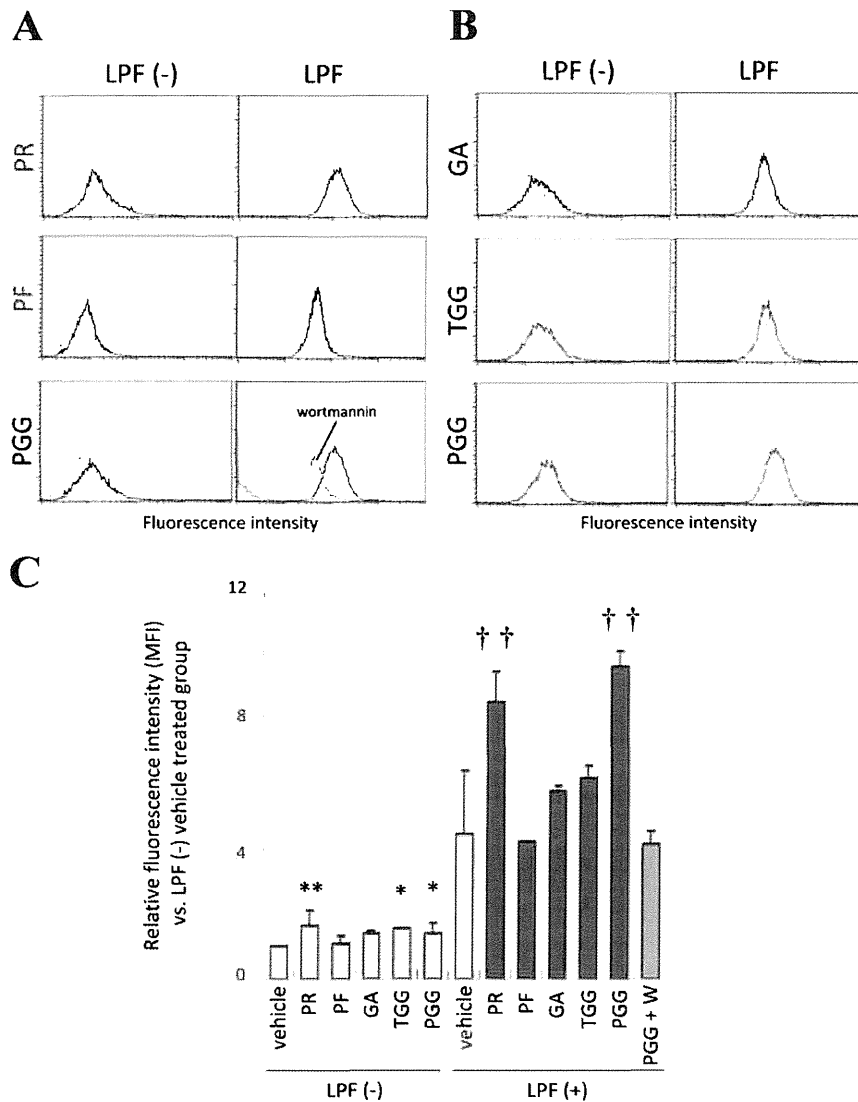 A
B
LPF (-)
LPF
LPF (-)
LPF
PR
GA
PF
TGG
PGG
wortmannin
PGG
Fluorescence intensity
Fluorescence intensity
C
Relative fluorescence intensity (MFI)
vs. LPF (-) vehicle treated group
12
8
4
0
** * *
† † † †
vehicle PR PF GA TGG PGG vehicle PR PF GA TGG PGG PGG + W
LPF (-) LPF (+)